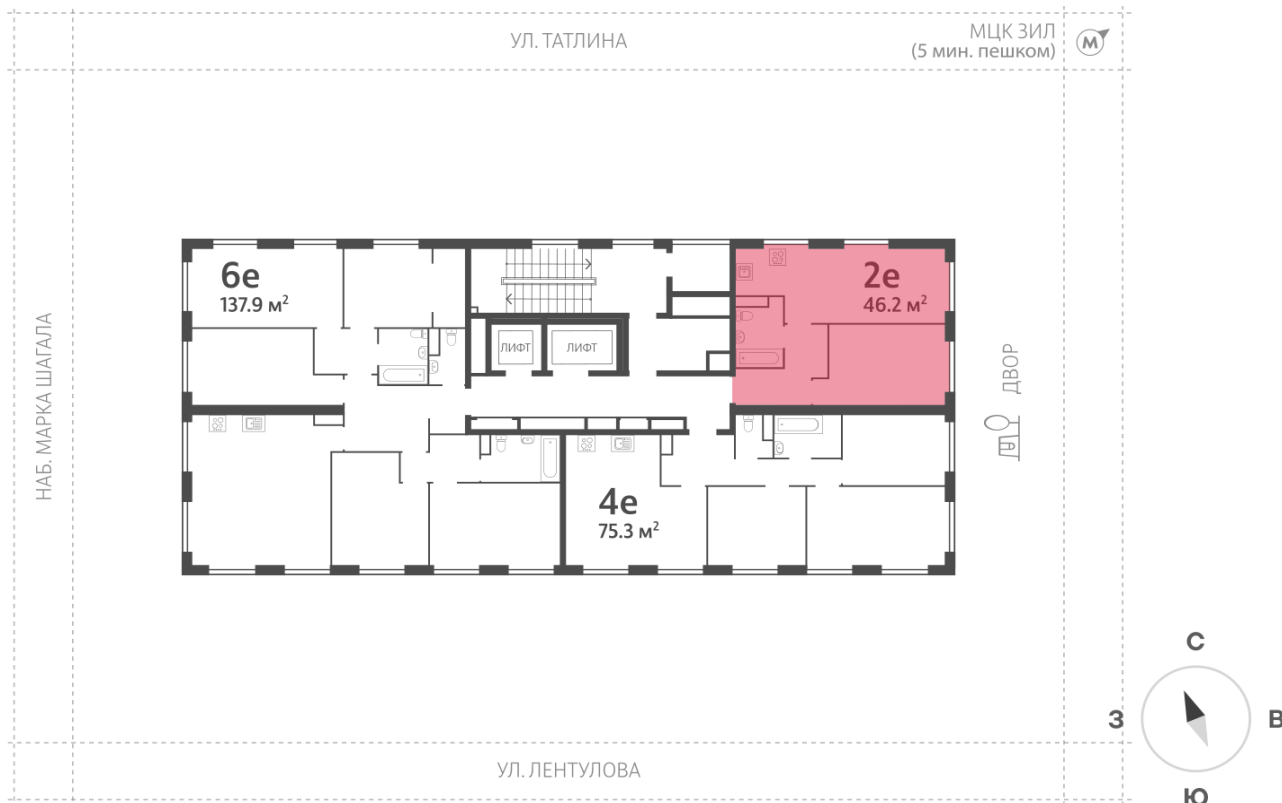 УЛ. ТАТЛИНА
МЦК ЗИЛ
(5 мин. пешком)
М
6е
137.9 м²
2е
46.2 м²
ЛИФТ
ЛИФТ
НАБ. МАРКА ШАГАЛА
ДВОР
4е
75.3 м²
УЛ. ЛЕНТУЛОВА
С
З
В
Ю